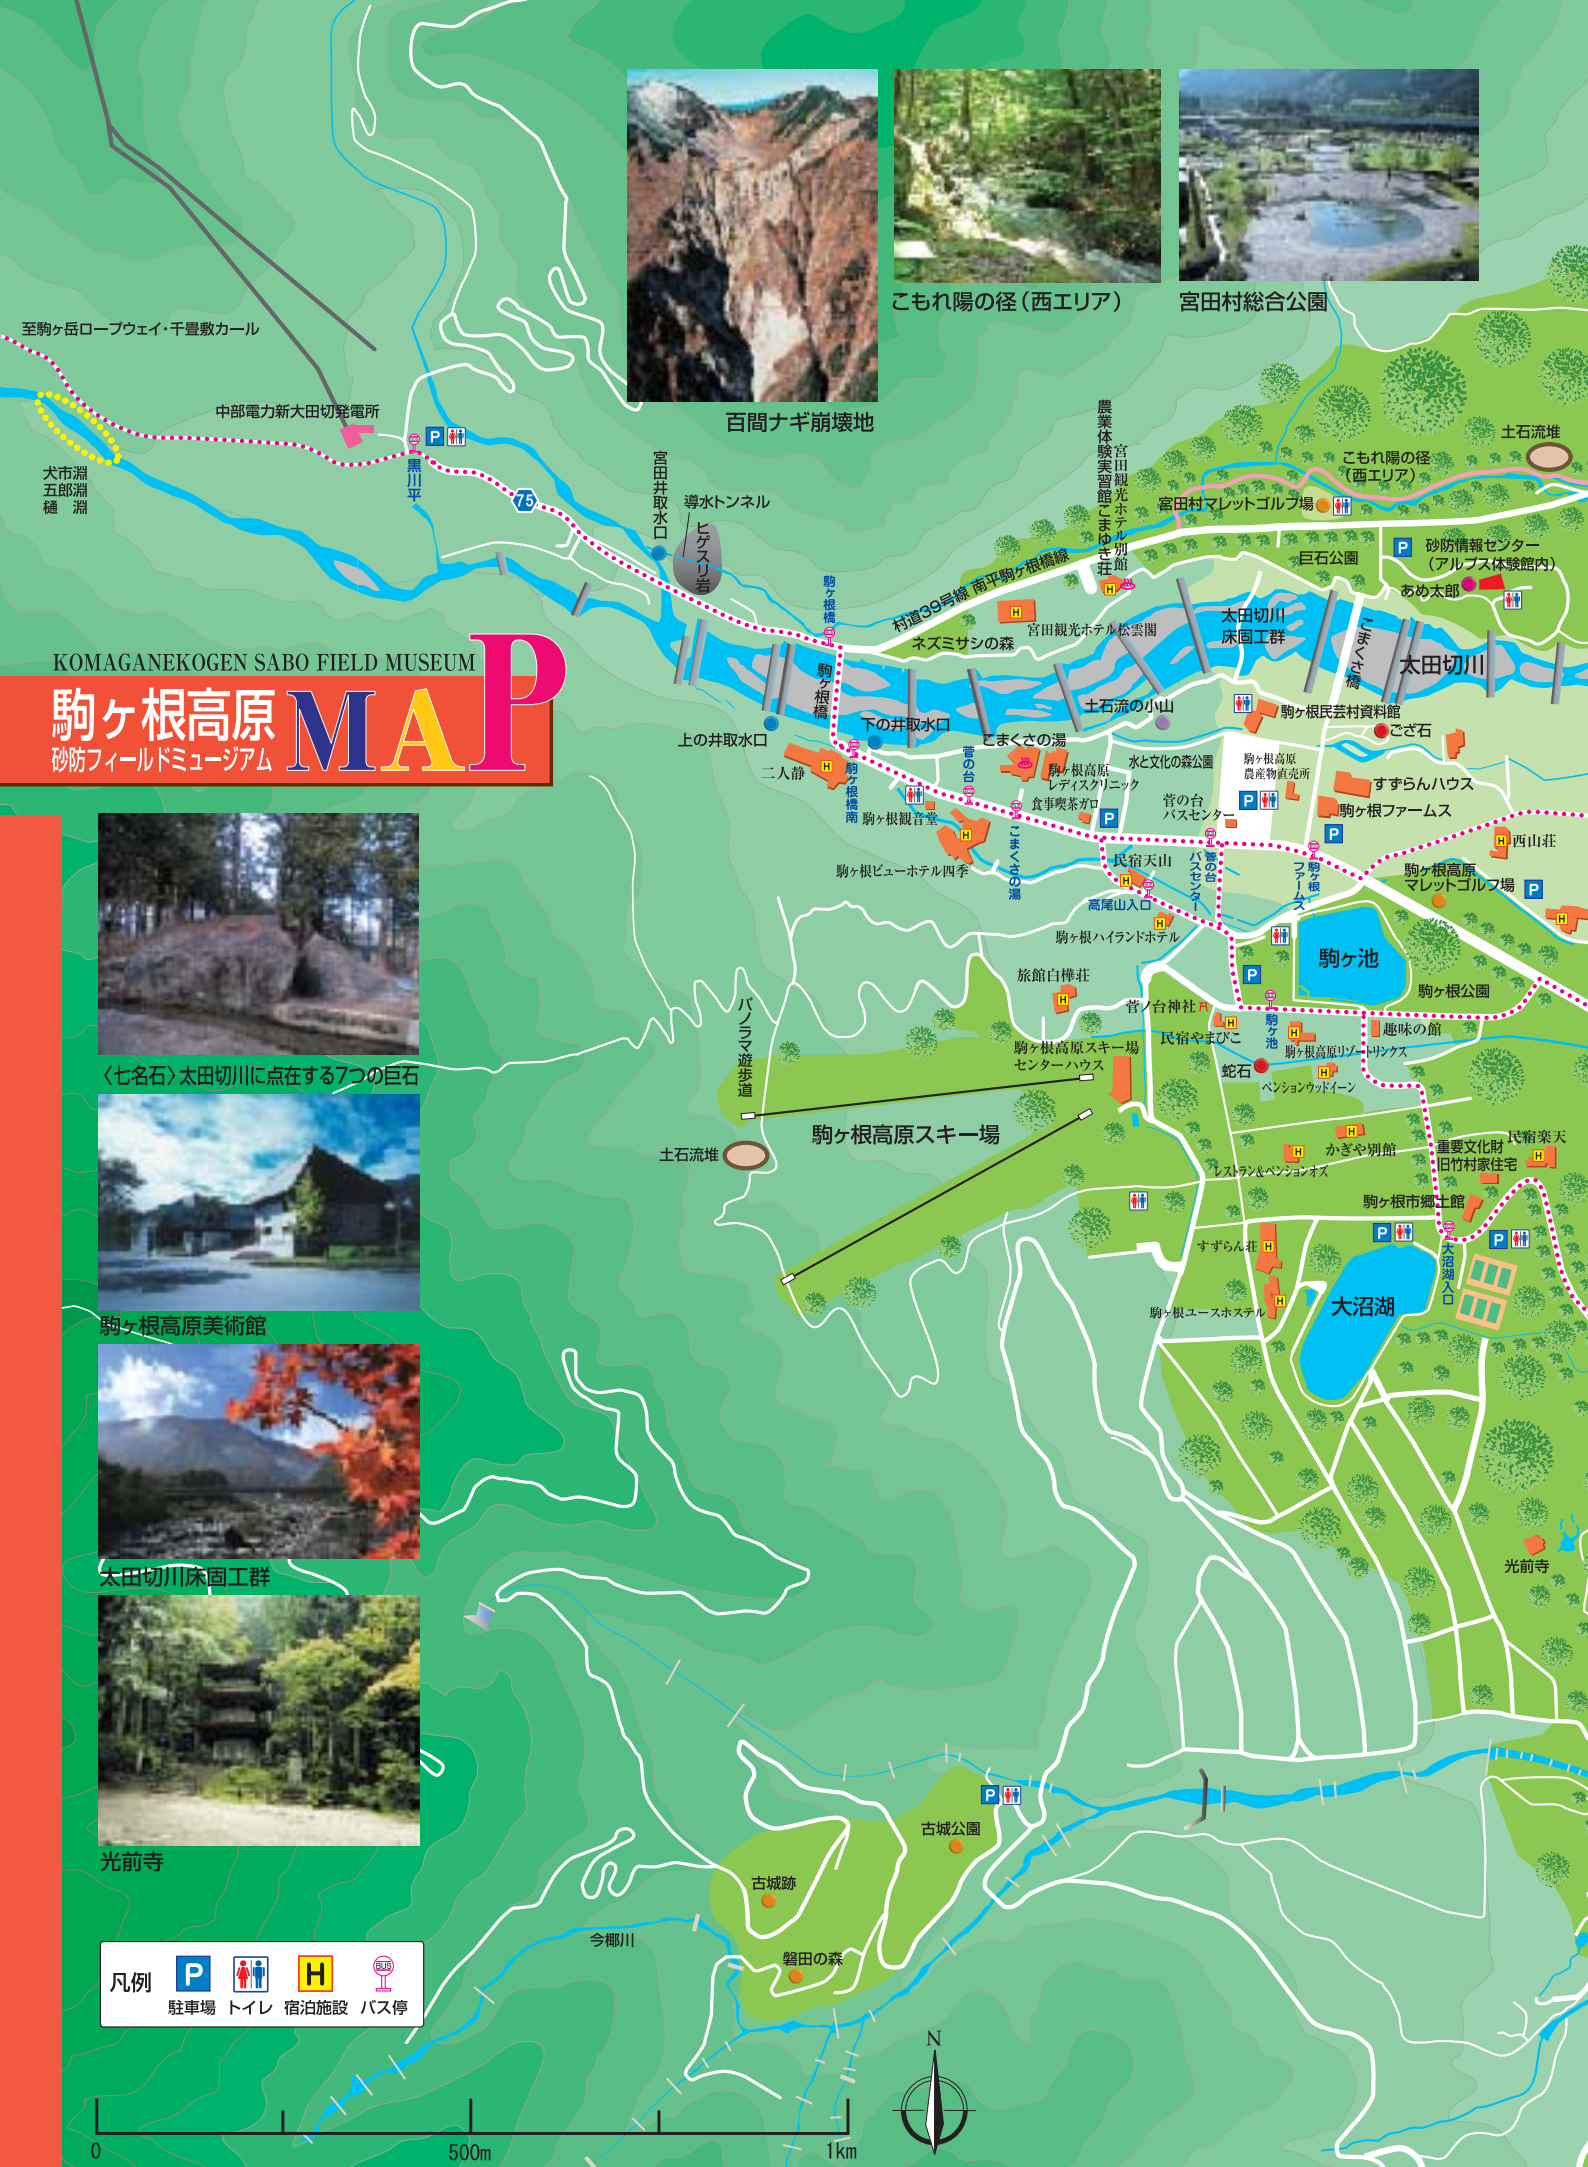 こもれ陽の径（西エリア）
宮田村総合公園
百間ナギ崩壊地
至駒ヶ岳ロープウェイ・千畳敷カール
中部電力新大田切発電所
犬市淵
五郎淵
樋　淵
黒川平
75
宮田井取水口
導水トンネル
ヒゲスリ岩
農業体験実習館こまゆき荘
宮田観光ホテル別館
土石流堆
こもれ陽の径
（西エリア）
宮田村マレットゴルフ場
巨石公園
砂防情報センター
（アルプス体験館内）
あめ太郎
村道39号線 南平駒ヶ根橋線
駒ヶ根橋
宮田観光ホテル松雲閣
ネズミサシの森
太田切川
床固工群
こまくさ橋
太田切川
駒ヶ根橋
KOMAGANEKOGEN SABO FIELD MUSEUM
駒ヶ根高原
砂防フィールドミュージアム
MAP
上の井取水口
下の井取水口
土石流の小山
駒ヶ根民芸村資料館
ござ石
二人静
駒ヶ根橋南
菅の台
こまくさの湯
駒ヶ根高原
レディスクリニック
食事喫茶ガロ
水と文化の森公園
駒ヶ根高原
農産物直売所
すずらんハウス
駒ヶ根ファームス
菅の台
バスセンター
駒ヶ根観音堂
駒ヶ根ビューホテル四季
こまくさの湯
民宿天山
高尾山入口
菅の台
バスセンター
駒ヶ根
ファームス
西山荘
駒ヶ根高原
マレットゴルフ場
駒ヶ根ハイランドホテル
駒ヶ池
駒ヶ根公園
旅館白樺荘
菅ノ台神社
民宿やまびこ
駒ヶ池
趣味の館
駒ヶ根高原リゾートリンクス
蛇石
ペンションウッドイーン
パノラマ遊歩道
駒ヶ根高原スキー場
センターハウス
土石流堆
駒ヶ根高原スキー場
かぎや別館
レストラン&ペンションオズ
重要文化財
旧竹村家住宅
民宿楽天
駒ヶ根市郷土館
すずらん荘
駒ヶ根ユースホステル
大沼湖
大沼湖入口
光前寺
〈七名石〉太田切川に点在する7つの巨石
駒ヶ根高原美術館
太田切川床固工群
光前寺
古城公園
古城跡
今椰川
磐田の森
凡例
P
H
BUS
駐車場
トイレ
宿泊施設
バス停
N
0
500m
1km